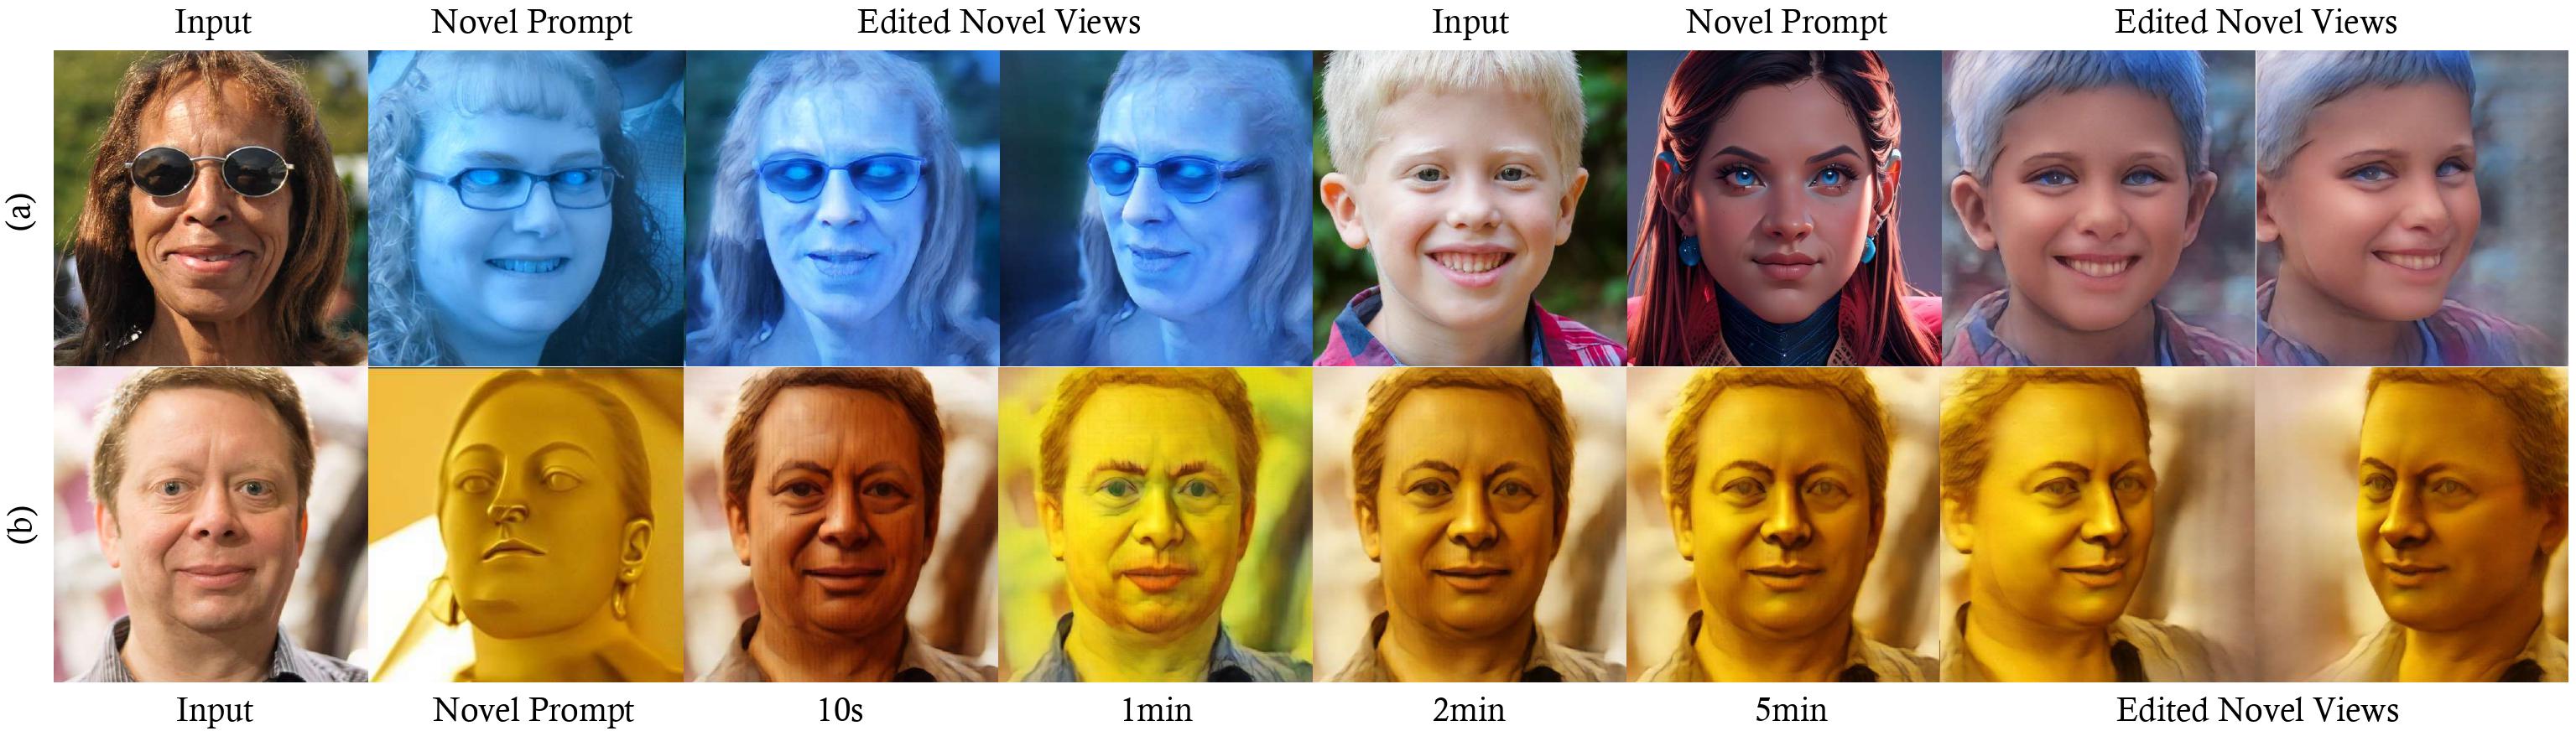 Input Novel Prompt Edited Novel Views Input Novel Prompt Edited Novel Views
(a)
(b)
Input Novel Prompt 10s 1min 2min 5min Edited Novel Views